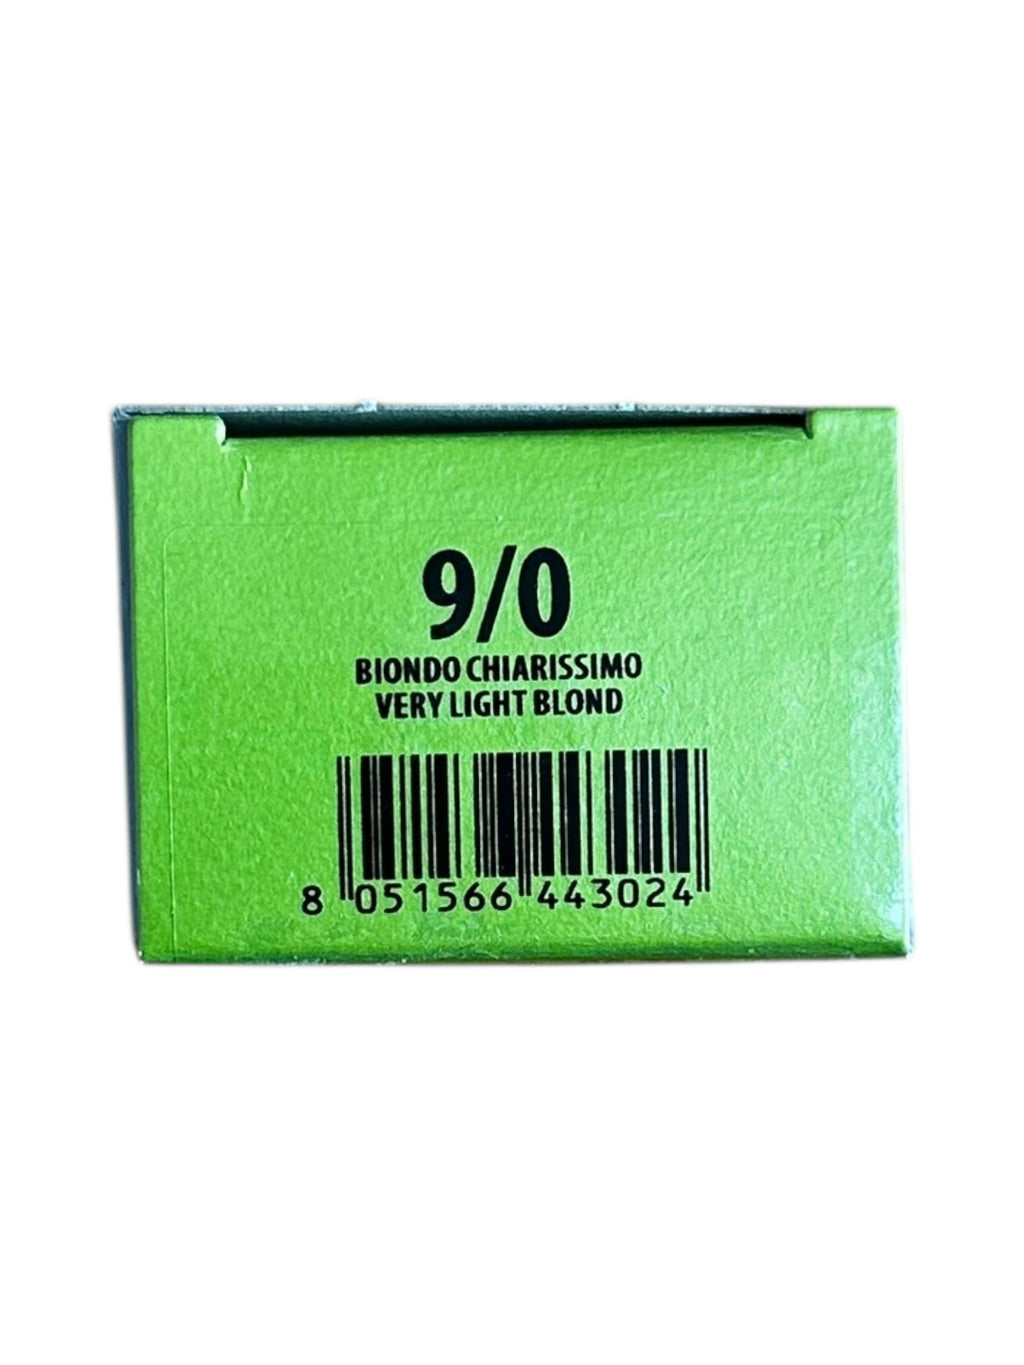 9/0
BIONDO CHIARISSIMO
VERY LIGHT BLOND
8 051566 443024